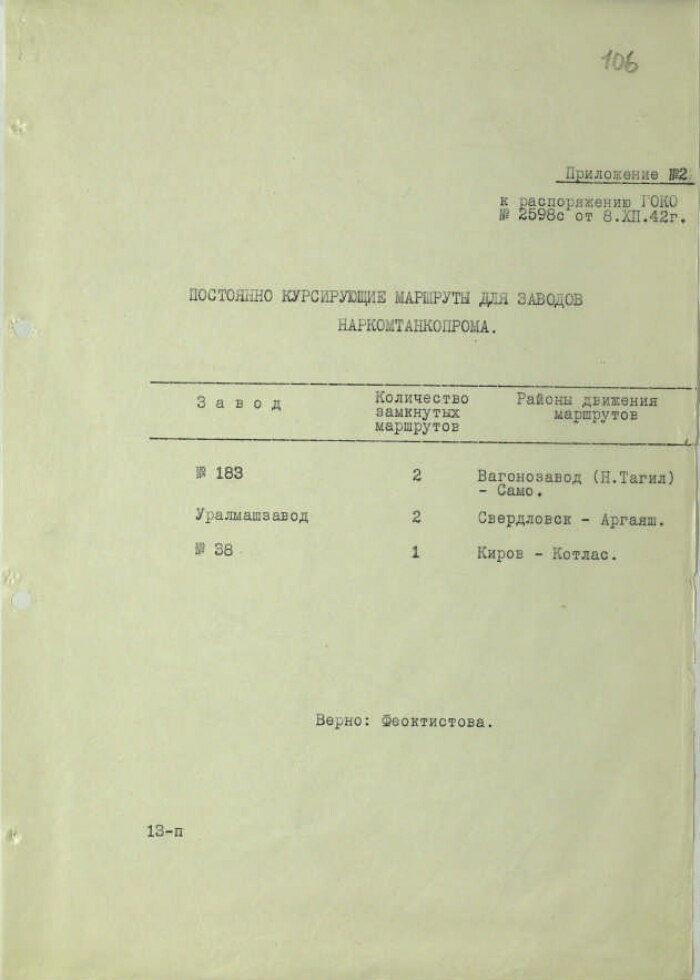 106
Приложение №2
к распоряжению ГОКО
№ 2598с от 8.XII.42г.
ПОСТОЯННО КУРСИРУЮЩИЕ МАРШРУТЫ ДЛЯ ЗАВОДОВ
НАРКОМТАНКОПРОМА.
Завод Количество замкнутых маршрутов Районы движения маршрутов
№ 183 2 Вагонозавод (Н.Тагил)
- Само.
Уралмашзавод 2 Свердловск - Аргаяш.
№ 38 1 Киров - Котлас.
Верно: Феоктистова.
13-п